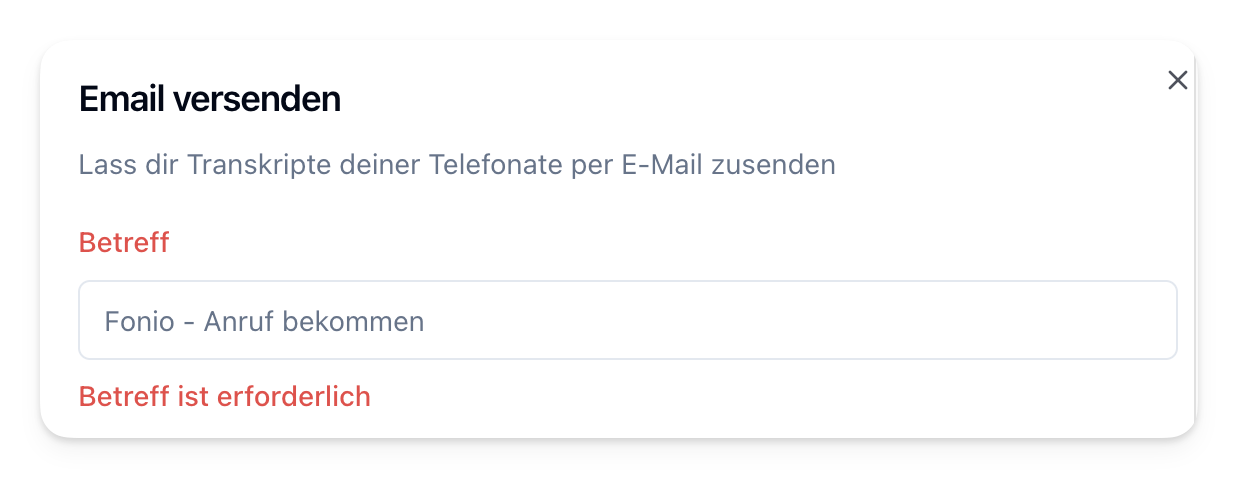 Email versenden
Lass dir Transkripte deiner Telefonate per E-Mail zusenden
Betreff
Fonio - Anruf bekommen
Betreff ist erforderlich